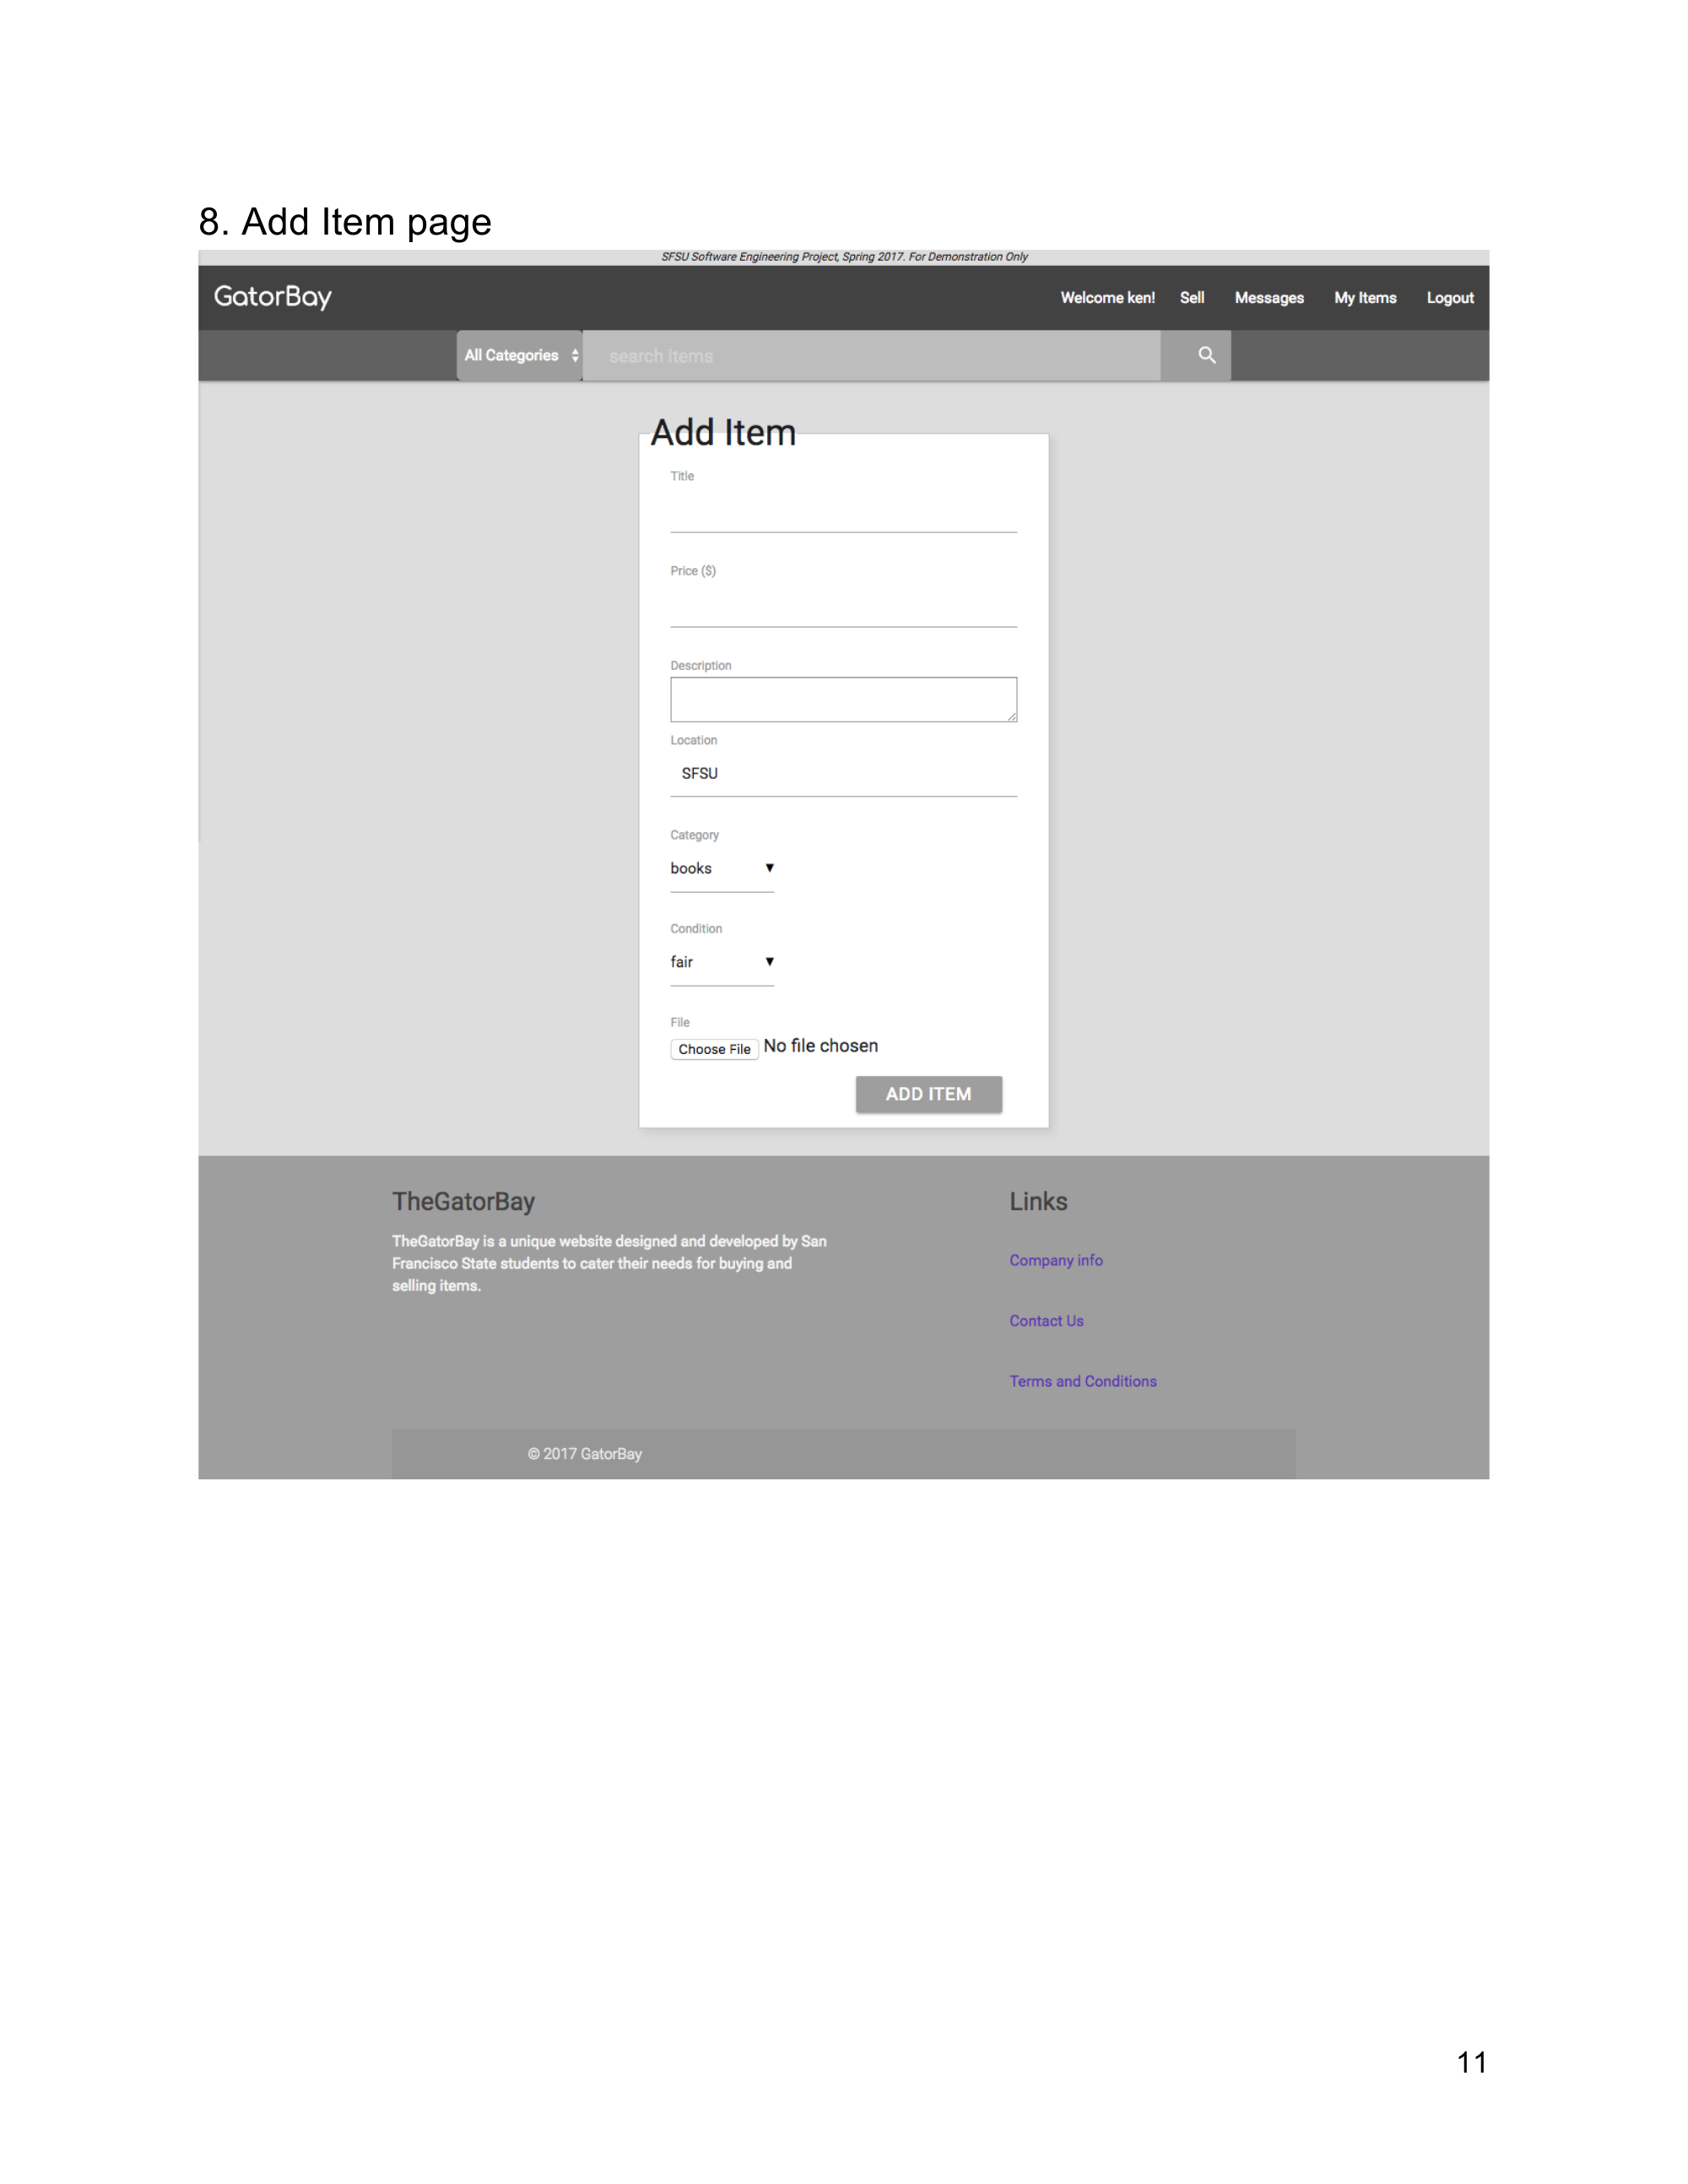 8. Add Item page
SFSU Software Engineering Project, Spring 2017. For Demonstration Only
GatorBay
Welcome ken! Sell Messages My Items Logout
All Categories search items
Add Item
Title
Price ($)
Description
Location
SFSU
Category
books
Condition
fair
File
Choose File No file chosen
ADD ITEM
TheGatorBay
TheGatorBay is a unique website designed and developed by San
Francisco State students to cater their needs for buying and
selling items.
Links
Company info
Contact Us
Terms and Conditions
© 2017 GatorBay
11